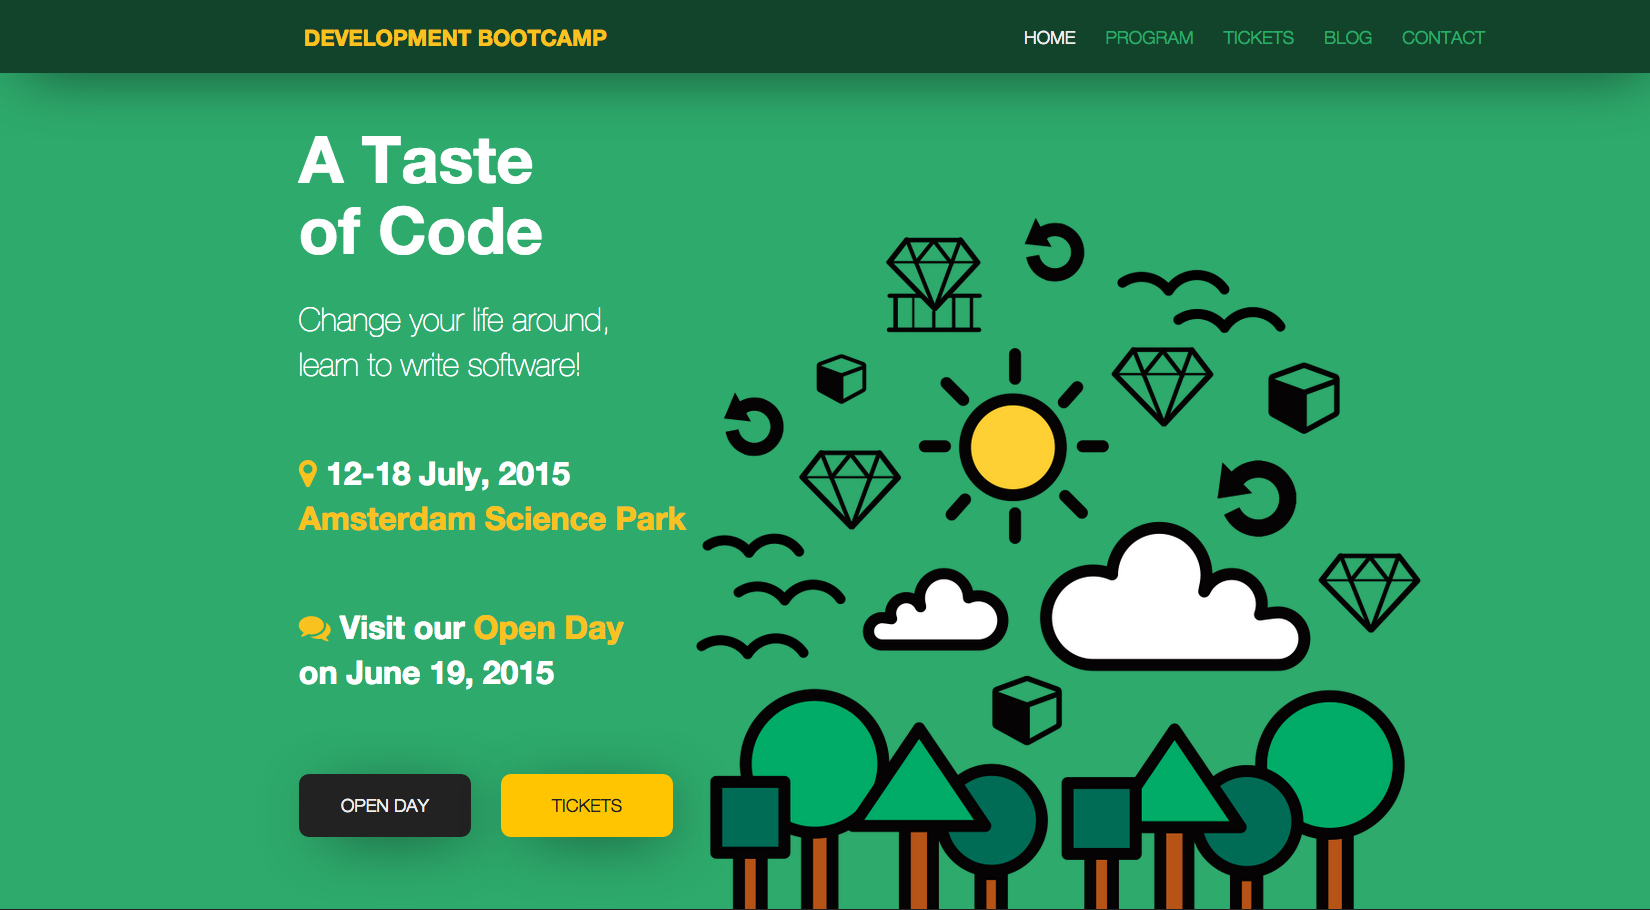 DEVELOPMENT BOOTCAMP
HOME PROGRAM TICKETS BLOG CONTACT
A Taste
of Code
Change your life around,
learn to write software!
12-18 July, 2015
Amsterdam Science Park
Visit our Open Day
on June 19, 2015
OPEN DAY
TICKETS